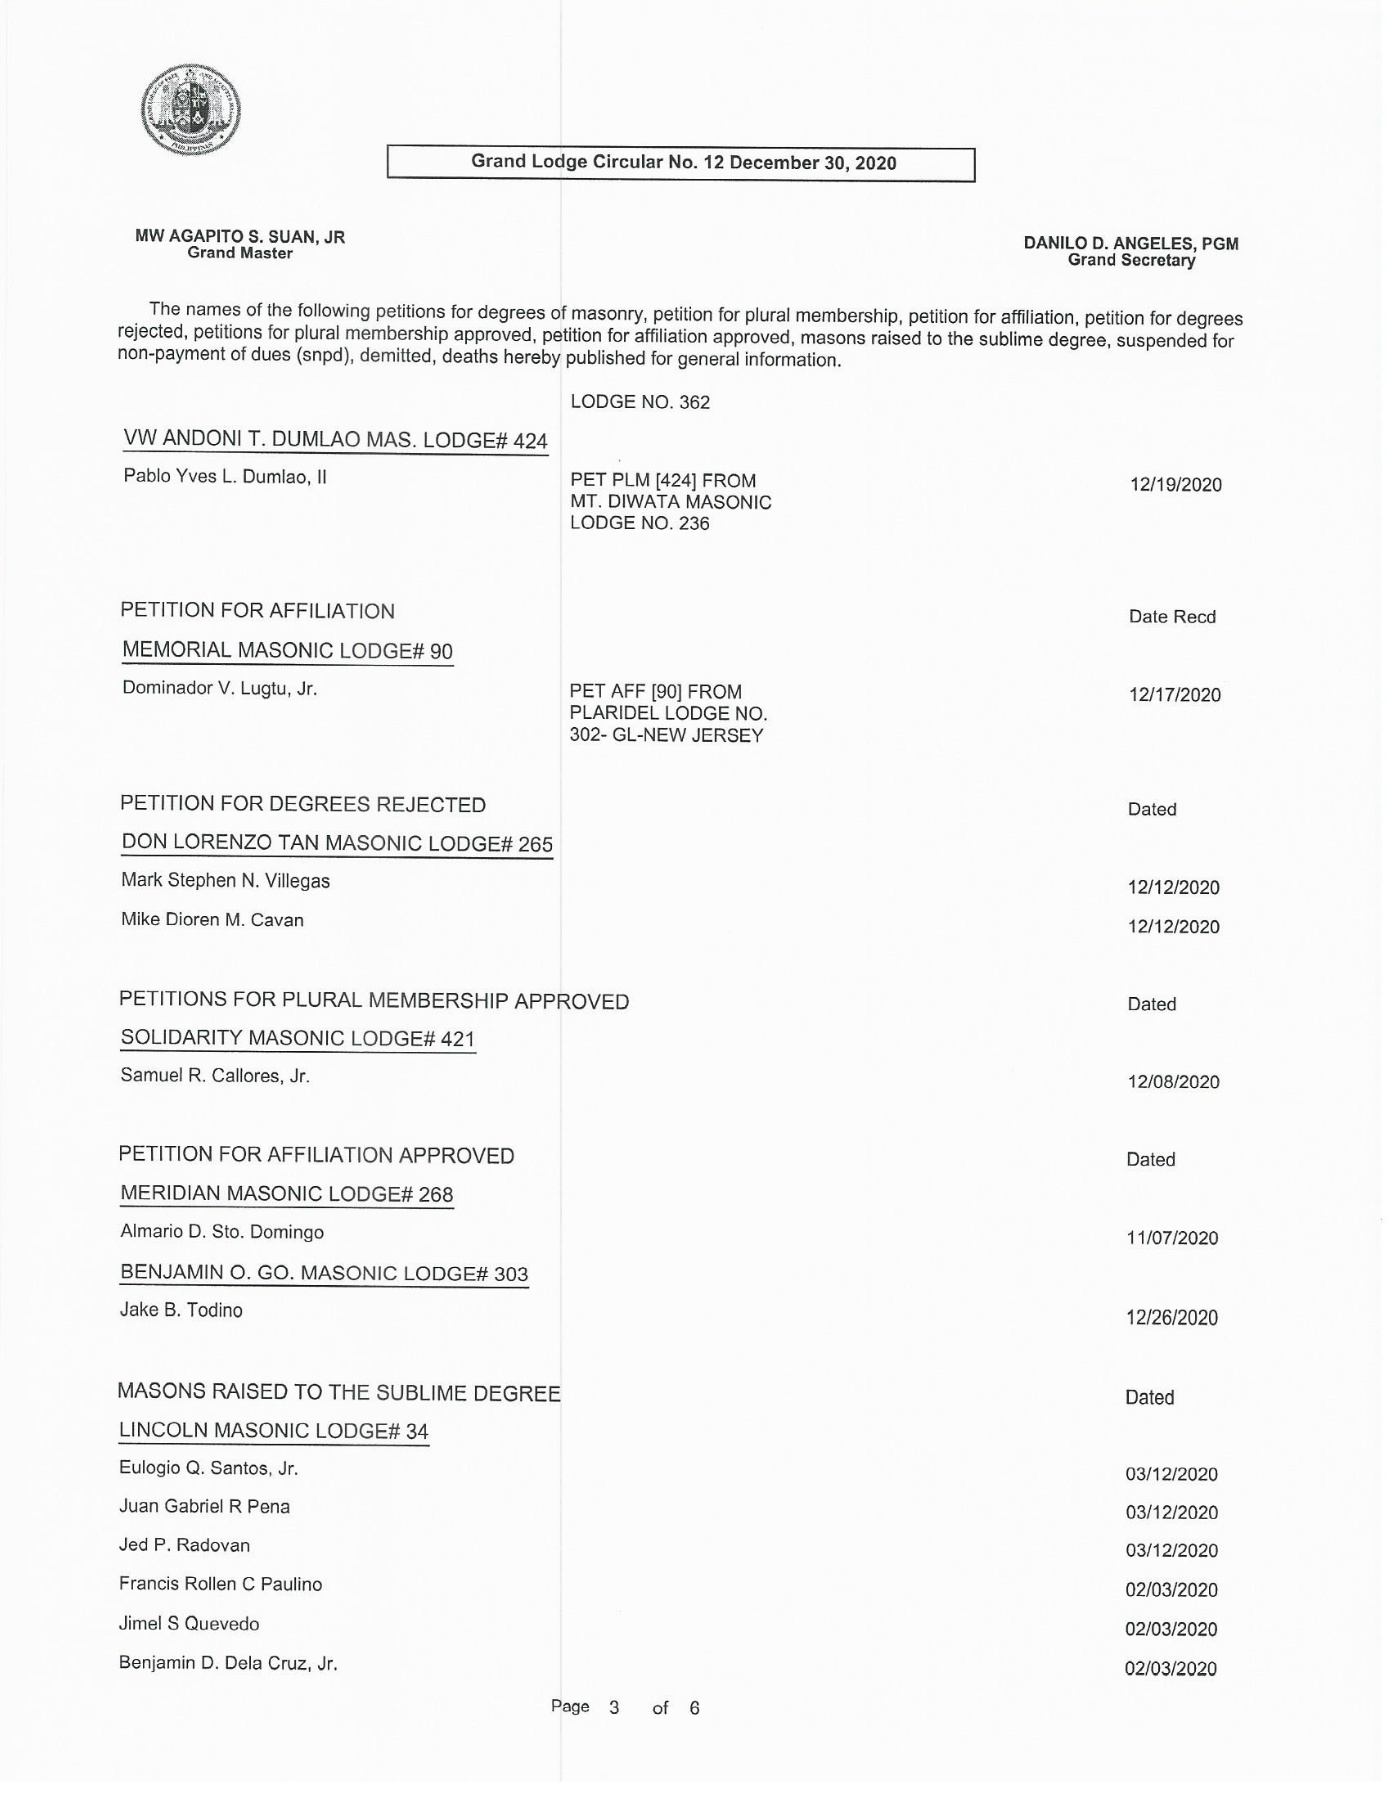 PHILIPPINES
Grand Lodge Circular No. 12 December 30, 2020
MW AGAPITO S. SUAN, JR
Grand Master
DANILO D. ANGELES, PGM
Grand Secretary
The names of the following petitions for degrees of masonry, petition for plural membership, petition for affiliation, petition for degrees
rejected, petitions for plural membership approved, petition for affiliation approved, masons raised to the sublime degree, suspended for
non-payment of dues (snpd), demitted, deaths hereby published for general information.
LODGE NO. 362
VW ANDONI T. DUMLAO MAS. LODGE# 424
Pablo Yves L. Dumlao, II PET PLM [424] FROM 12/19/2020
MT. DIWATA MASONIC
LODGE NO. 236
PETITION FOR AFFILIATION Date Recd
MEMORIAL MASONIC LODGE# 90
Dominador V. Lugtu, Jr. PET AFF [90] FROM 12/17/2020
PLARIDEL LODGE NO.
302- GL-NEW JERSEY
PETITION FOR DEGREES REJECTED Dated
DON LORENZO TAN MASONIC LODGE# 265
Mark Stephen N. Villegas 12/12/2020
Mike Dioren M. Cavan 12/12/2020
PETITIONS FOR PLURAL MEMBERSHIP APPROVED Dated
SOLIDARITY MASONIC LODGE# 421
Samuel R. Callores, Jr. 12/08/2020
PETITION FOR AFFILIATION APPROVED Dated
MERIDIAN MASONIC LODGE# 268
Almario D. Sto. Domingo 11/07/2020
BENJAMIN O. GO. MASONIC LODGE# 303
Jake B. Todino 12/26/2020
MASONS RAISED TO THE SUBLIME DEGREE Dated
LINCOLN MASONIC LODGE# 34
Eulogio Q. Santos, Jr. 03/12/2020
Juan Gabriel R Pena 03/12/2020
Jed P. Radovan 03/12/2020
Francis Rollen C Paulino 02/03/2020
Jimel S Quevedo 02/03/2020
Benjamin D. Dela Cruz, Jr. 02/03/2020
Page 3 of 6